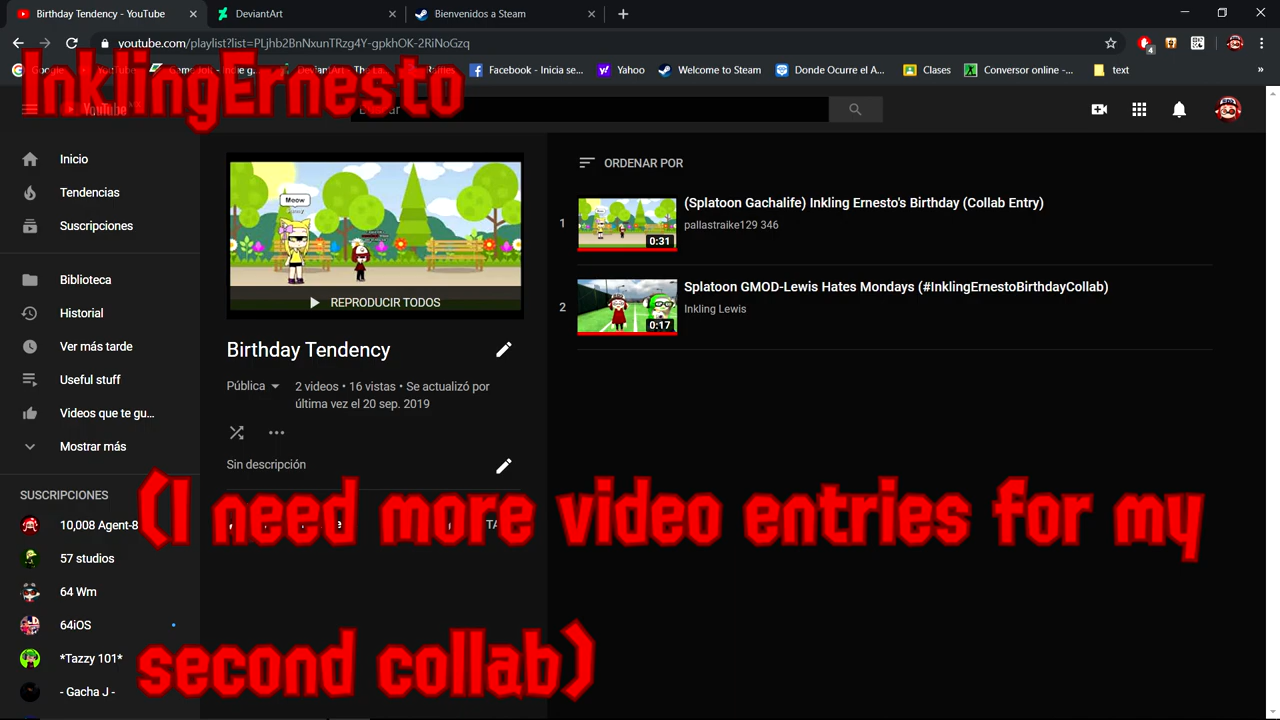 Birthday Tendency - YouTube
DeviantArt
Bienvenidos a Steam
youtube.com/playlist?list=PLjhb2BnNxunTRzg4Y-gpkhOK-2RiNoGzq
4
Google
Facebook - Inicia se...
Yahoo
Welcome to Steam
Donde Ocurre el A...
Clases
Conversor online -...
text
»
InklingErnesto
YouTube
Inicio
Tendencias
Suscripciones
Biblioteca
Historial
Ver más tarde
Useful stuff
Videos que te gu...
Mostrar más
SUSCRIPCIONES
10,008 Agent-8
57 studios
64 Wm
64iOS
*Tazzy 101*
- Gacha J -
Meow
REPRODUCIR TODOS
Birthday Tendency
Pública
2 videos • 16 vistas • Se actualizó por
última vez el 20 sep. 2019
Sin descripción
ORDENAR POR
1
(Splatoon Gachalife) Inkling Ernesto's Birthday (Collab Entry)
pallastraike129 346
0:31
2
Splatoon GMOD-Lewis Hates Mondays (#InklingErnestoBirthdayCollab)
Inkling Lewis
0:17
(I need more video entries for my
second collab)